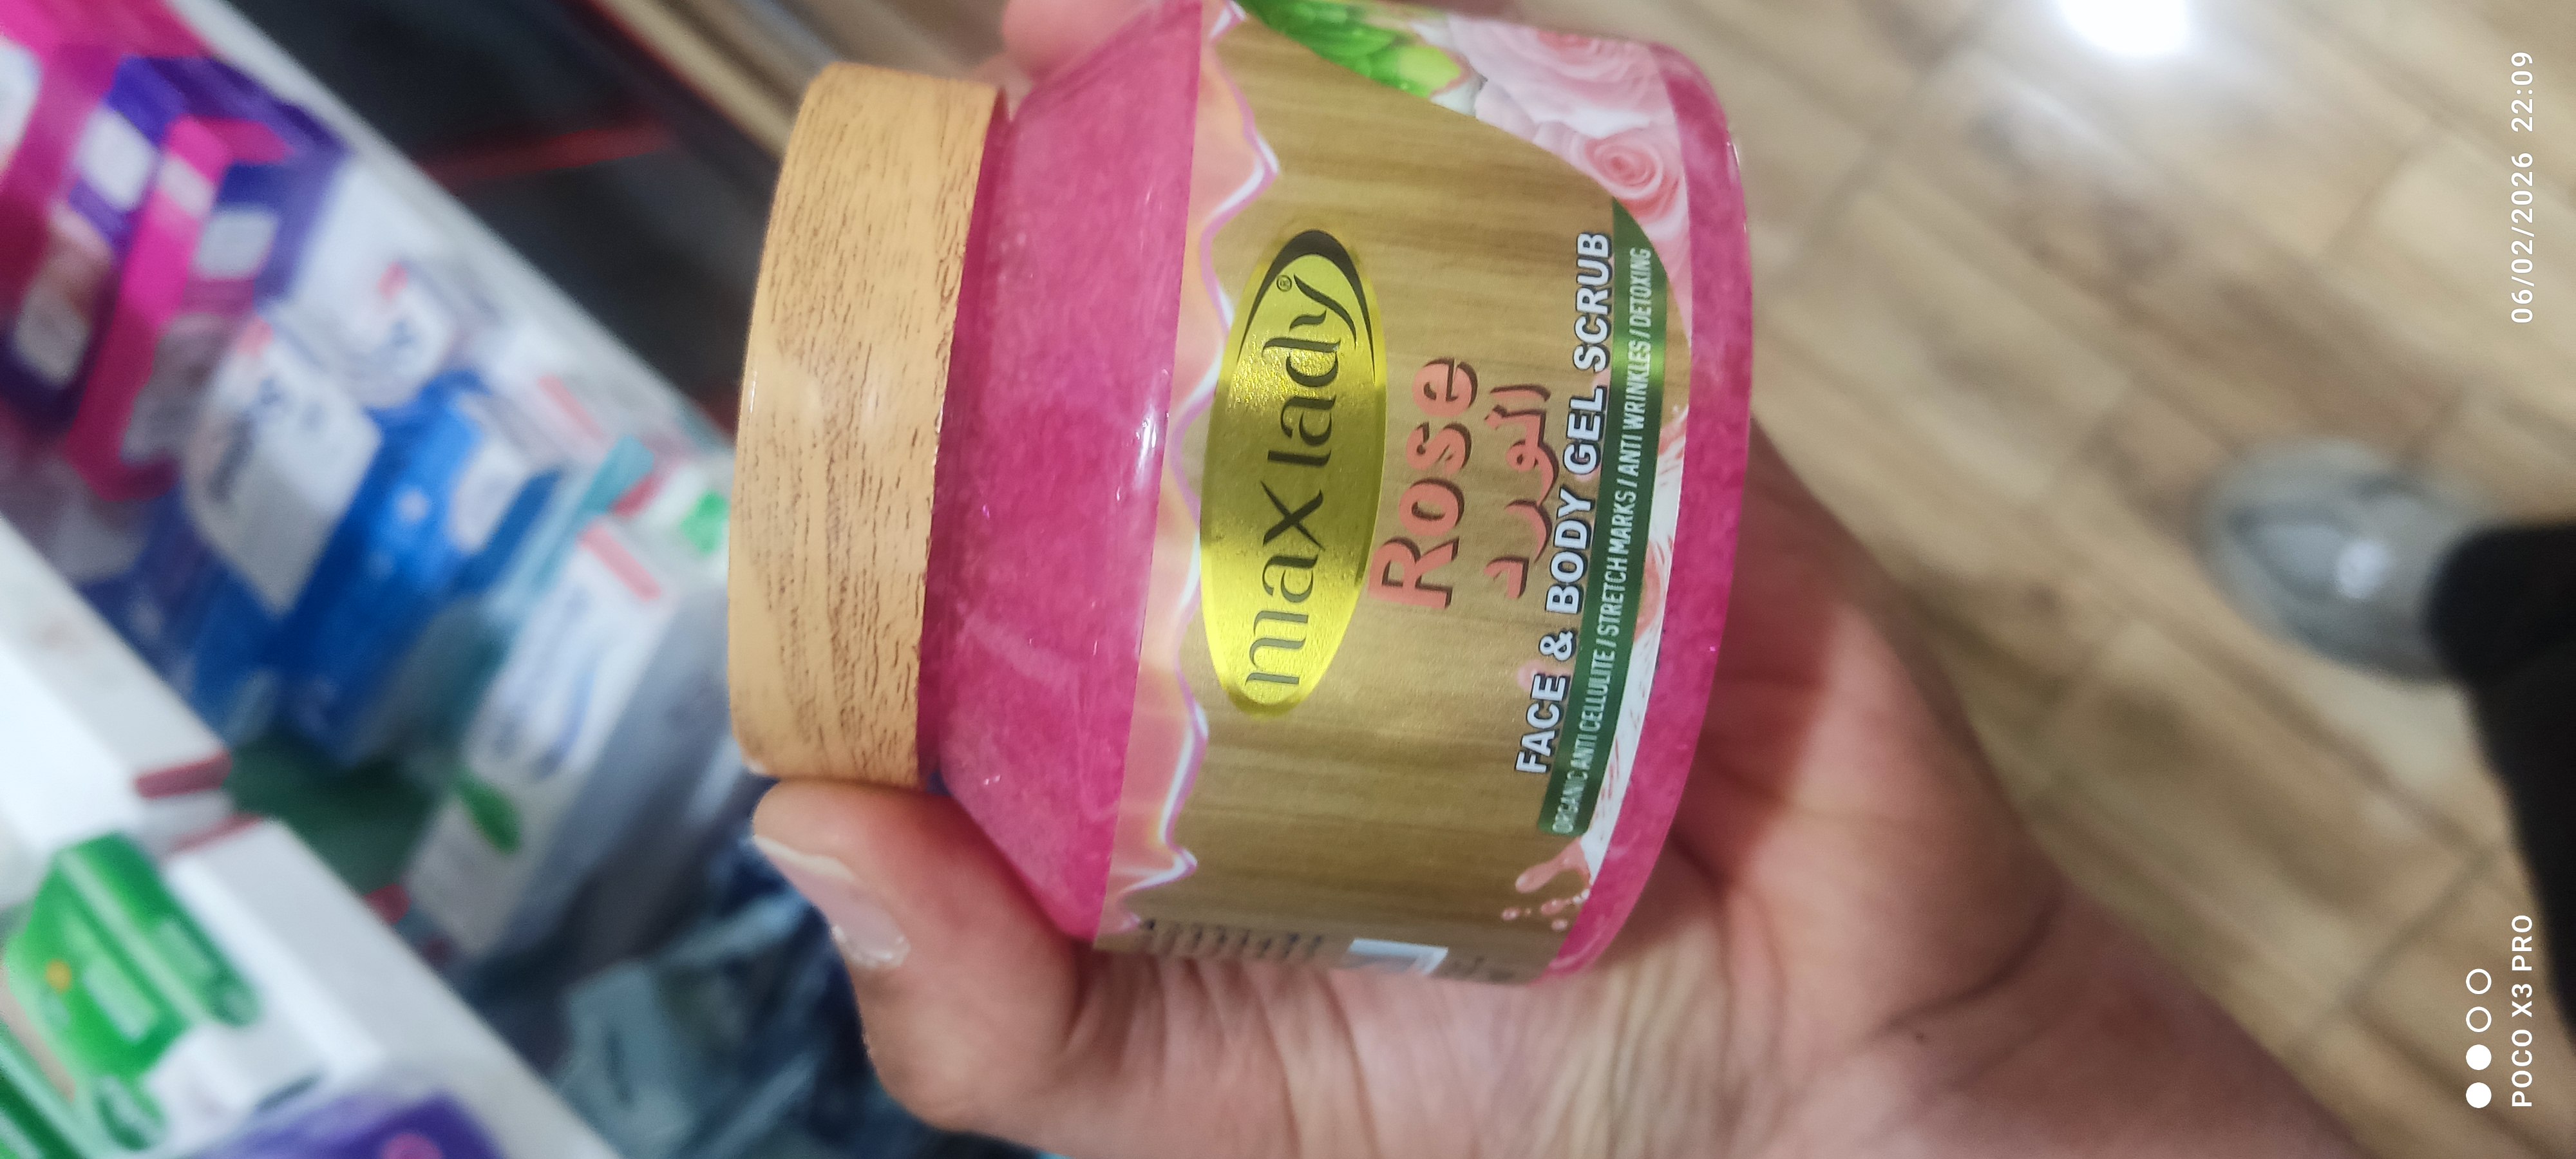 max lady®
Rose
الورد
FACE & BODY GEL SCRUB
ORGANIC ANTI CELLULITE / STRETCH MARKS / ANTI WRINKLES / DETOXING
POCO X3 PRO
06/02/2026 22:09